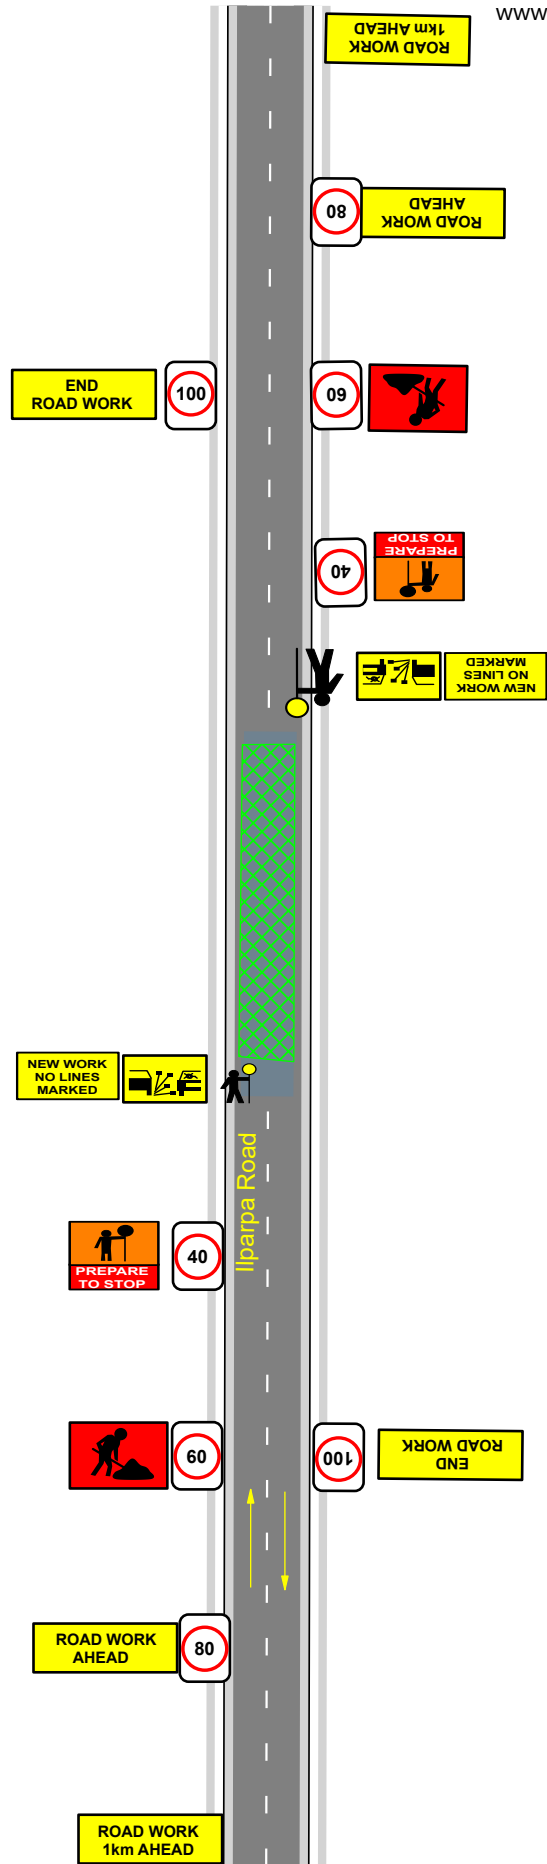 www
ROAD WORK
1km AHEAD
80
ROAD WORK
AHEAD
END
ROAD WORK
100
60
40
PREPARE
TO STOP
NEW WORK
NO LINES
MARKED
NEW WORK
NO LINES
MARKED
Ilparpa Road
PREPARE
TO STOP
40
60
100
END
ROAD WORK
ROAD WORK
AHEAD
80
ROAD WORK
1km AHEAD